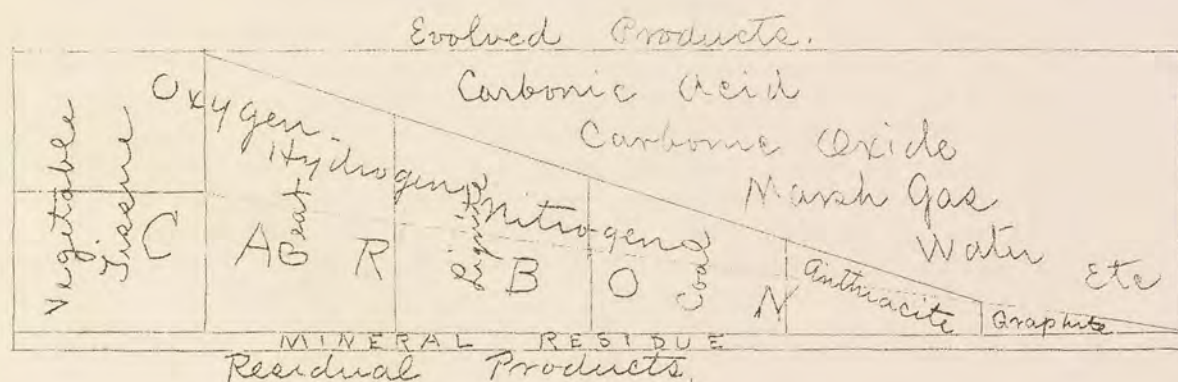 Evolved Products.
Carbonic Acid
Carbonic Oxide
Marsh Gas
Water
Etc
Oxygen-
Hydrogen &
Nitrogen
Vegetable
Tissue
Peat
Lignite
Coal
Anthracite
Graphite
C A R B O N
MINERAL RESIDUE
Residual Products.